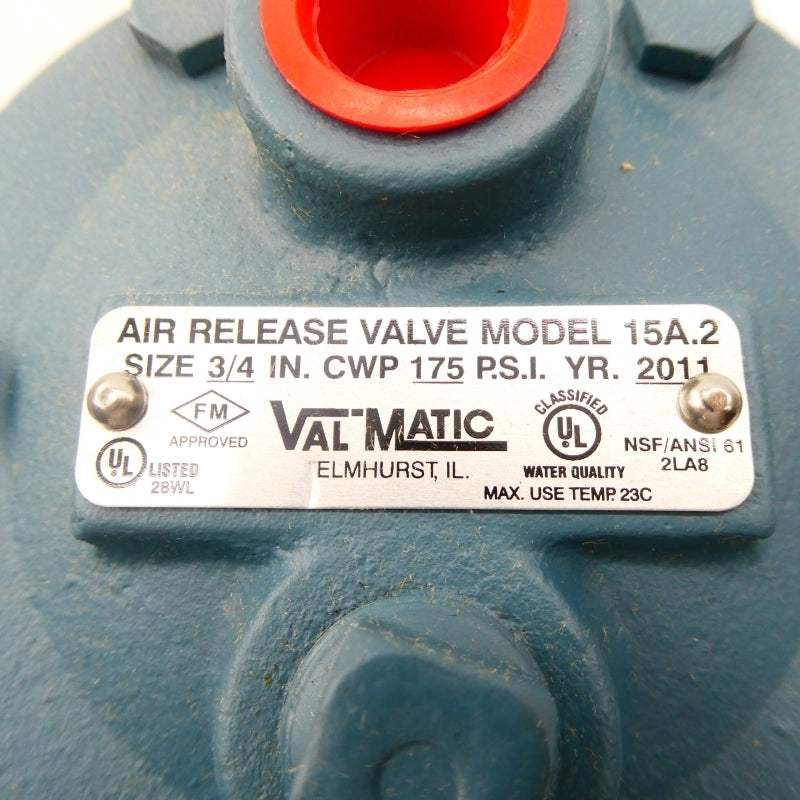 AIR RELEASE VALVE MODEL 15A.2
SIZE 3/4 IN. CWP 175 P.S.I. YR. 2011
FM
APPROVED
UL LISTED
28WL
VAL MATIC
ELMHURST, IL.
CLASSIFIED
UL
WATER QUALITY
NSF/ANSI 61
2LA8
MAX. USE TEMP. 23C